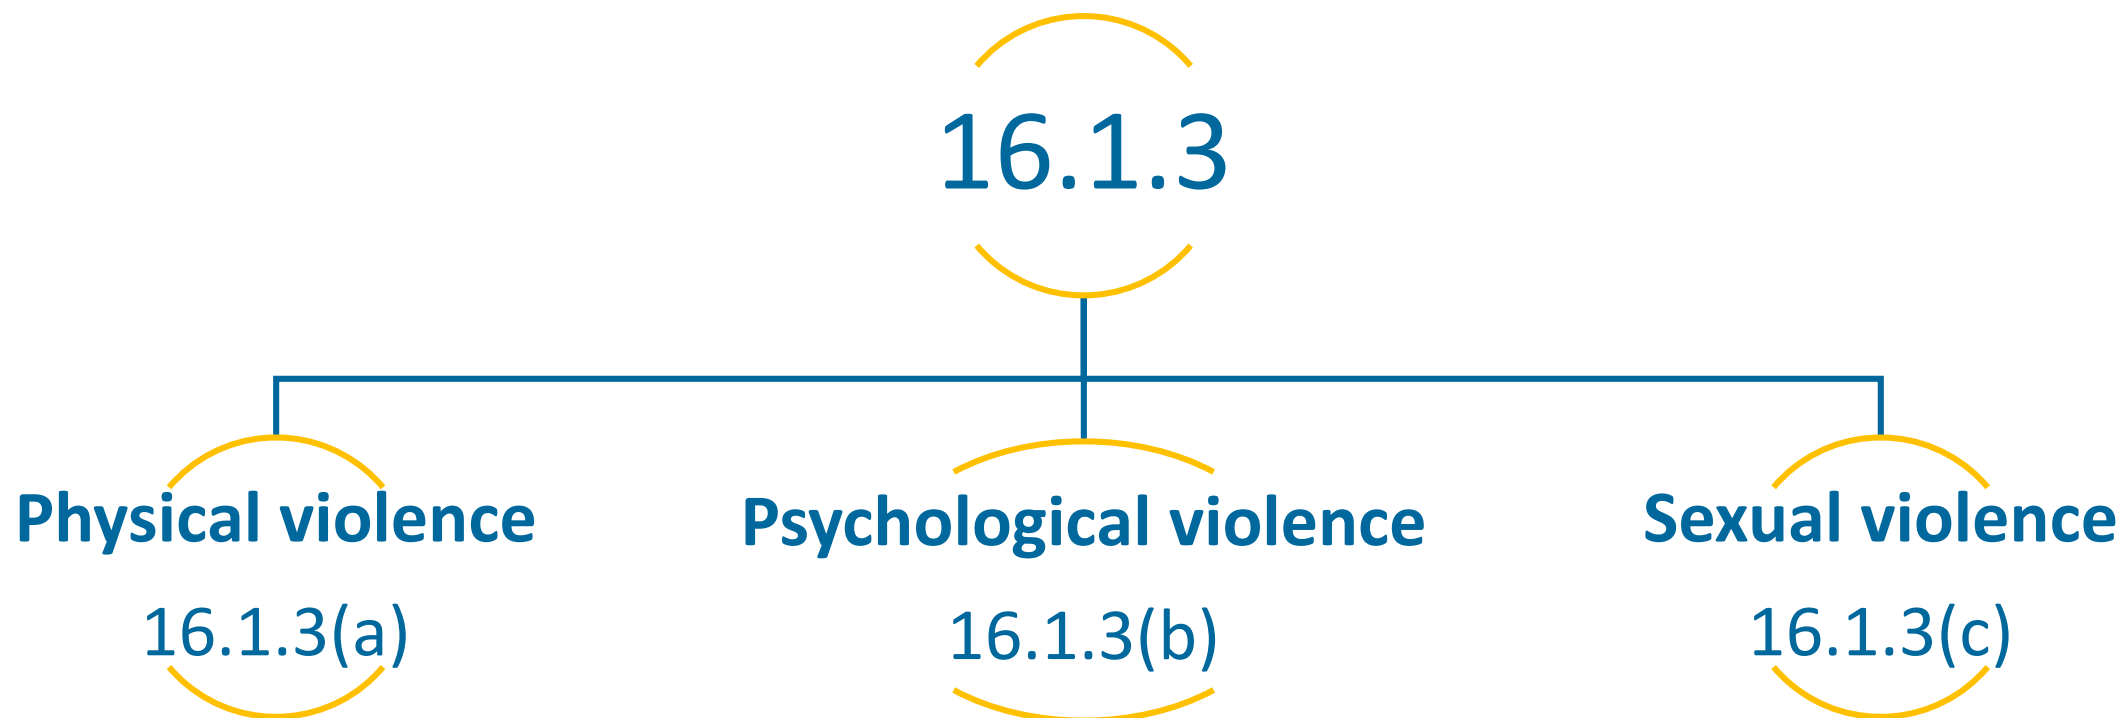 16.1.3
Physical violence
16.1.3(a)
Psychological violence
16.1.3(b)
Sexual violence
16.1.3(c)